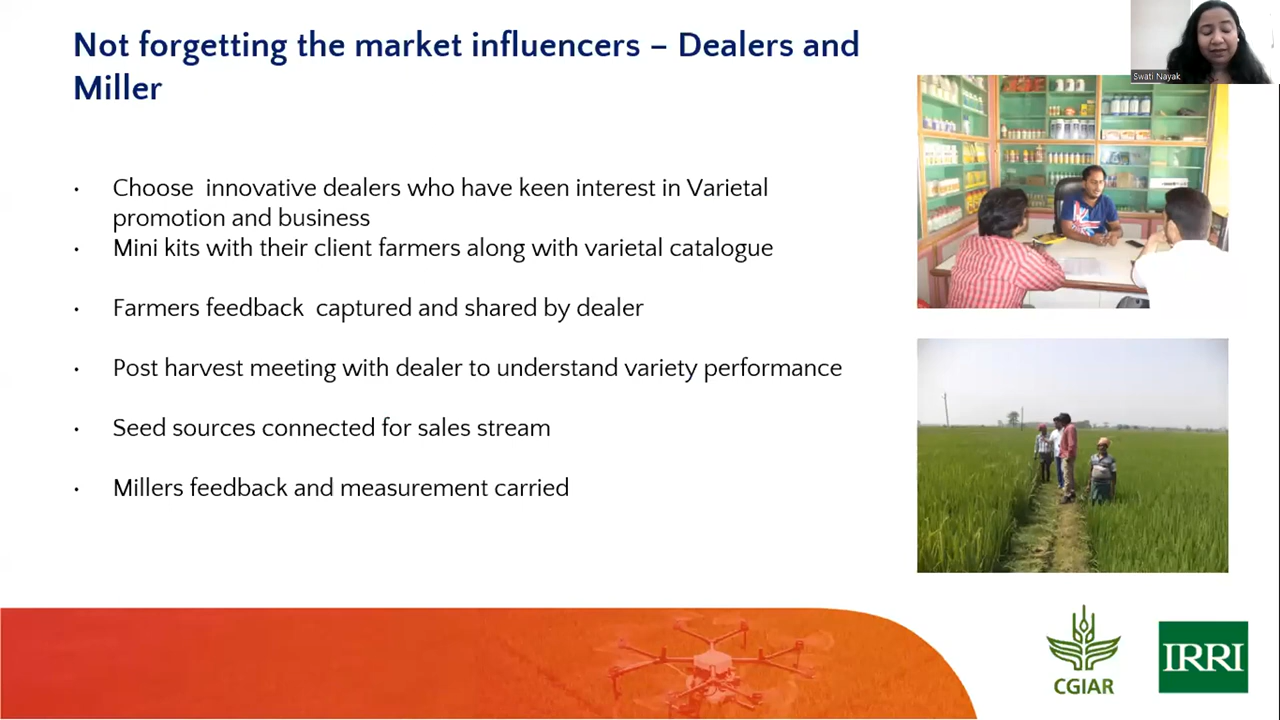 Not forgetting the market influencers – Dealers and
Miller
Swati Nayak
• Choose  innovative dealers who have keen interest in Varietal
promotion and business
• Mini kits with their client farmers along with varietal catalogue
• Farmers feedback  captured and shared by dealer
• Post harvest meeting with dealer to understand variety performance
• Seed sources connected for sales stream
• Millers feedback and measurement carried
CGIAR
IRRI